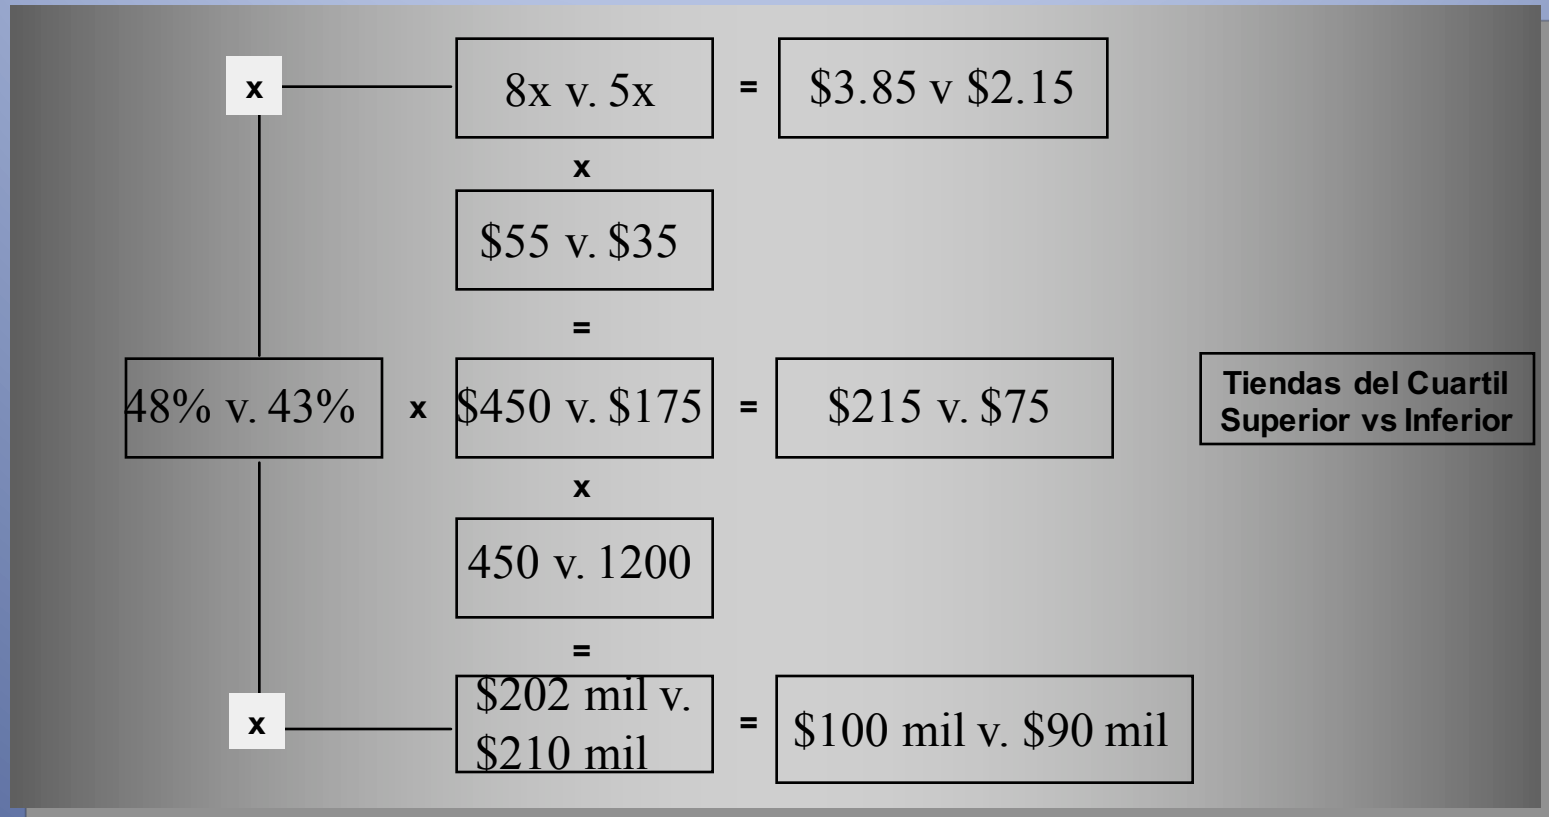 x
8x v. 5x
=
$3.85 v $2.15
x
$55 v. $35
=
48% v. 43%
x
$450 v. $175
=
$215 v. $75
Tiendas del Cuartil
Superior vs Inferior
x
450 v. 1200
=
$202 mil v.
$210 mil
x
=
$100 mil v. $90 mil